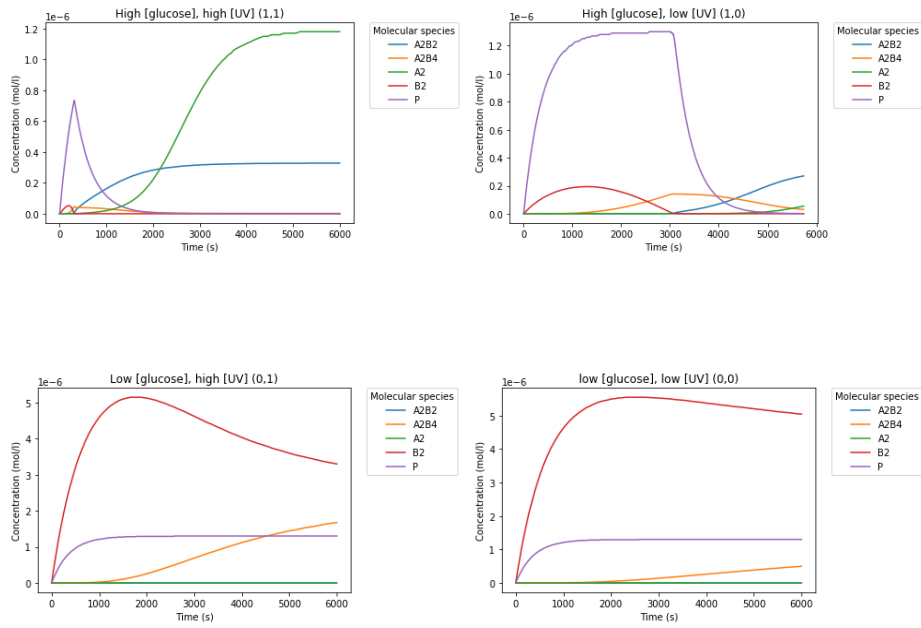 High [glucose], high [UV] (1,1)
1e−6
Concentration (mol/l)
1.2
1.0
0.8
0.6
0.4
0.2
0.0
0 1000 2000 3000 4000 5000 6000
Time (s)
Molecular species
A2B2
A2B4
A2
B2
P
High [glucose], low [UV] (1,0)
1e−6
Concentration (mol/l)
1.2
1.0
0.8
0.6
0.4
0.2
0.0
0 1000 2000 3000 4000 5000 6000
Time (s)
Molecular species
A2B2
A2B4
A2
B2
P
Low [glucose], high [UV] (0,1)
1e−6
Concentration (mol/l)
5
4
3
2
1
0
0 1000 2000 3000 4000 5000 6000
Time (s)
Molecular species
A2B2
A2B4
A2
B2
P
low [glucose], low [UV] (0,0)
1e−6
Concentration (mol/l)
5
4
3
2
1
0
0 1000 2000 3000 4000 5000 6000
Time (s)
Molecular species
A2B2
A2B4
A2
B2
P